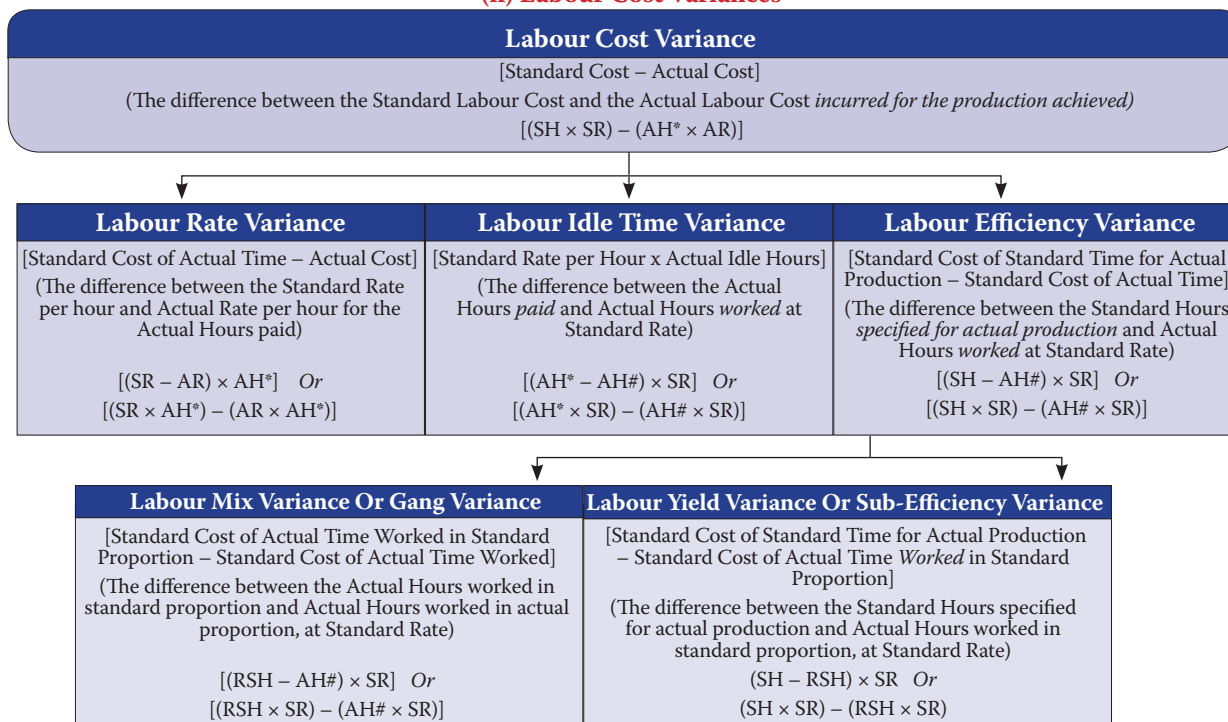 (ii) Labour Cost Variances
Labour Cost Variance
[Standard Cost – Actual Cost]
(The difference between the Standard Labour Cost and the Actual Labour Cost incurred for the production achieved)
[(SH × SR) – (AH* × AR)]
Labour Rate Variance
[Standard Cost of Actual Time – Actual Cost]
(The difference between the Standard Rate
per hour and Actual Rate per hour for the
Actual Hours paid)
[(SR – AR) × AH*] Or
[(SR × AH*) – (AR × AH*)]
Labour Idle Time Variance
[Standard Rate per Hour x Actual Idle Hours]
(The difference between the Actual
Hours paid and Actual Hours worked at
Standard Rate)
[(AH* – AH#) × SR] Or
[(AH* × SR) – (AH# × SR)]
Labour Efficiency Variance
[Standard Cost of Standard Time for Actual
Production – Standard Cost of Actual Time]
(The difference between the Standard Hours
specified for actual production and Actual
Hours worked at Standard Rate)
[(SH – AH#) × SR] Or
[(SH × SR) – (AH# × SR)]
Labour Mix Variance Or Gang Variance
[Standard Cost of Actual Time Worked in Standard
Proportion – Standard Cost of Actual Time Worked]
(The difference between the Actual Hours worked in
standard proportion and Actual Hours worked in actual
proportion, at Standard Rate)
[(RSH – AH#) × SR] Or
[(RSH × SR) – (AH# × SR)]
Labour Yield Variance Or Sub-Efficiency Variance
[Standard Cost of Standard Time for Actual Production
– Standard Cost of Actual Time Worked in Standard
Proportion]
(The difference between the Standard Hours specified
for actual production and Actual Hours worked in
standard proportion, at Standard Rate)
(SH – RSH) × SR Or
(SH × SR) – (RSH × SR)